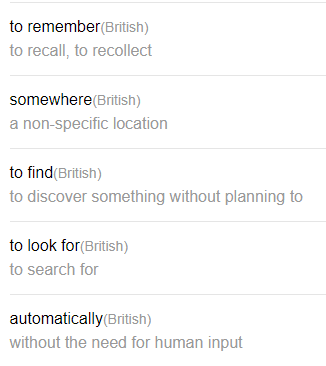 to remember(British)
to recall, to recollect
somewhere(British)
a non-specific location
to find(British)
to discover something without planning to
to look for(British)
to search for
automatically(British)
without the need for human input